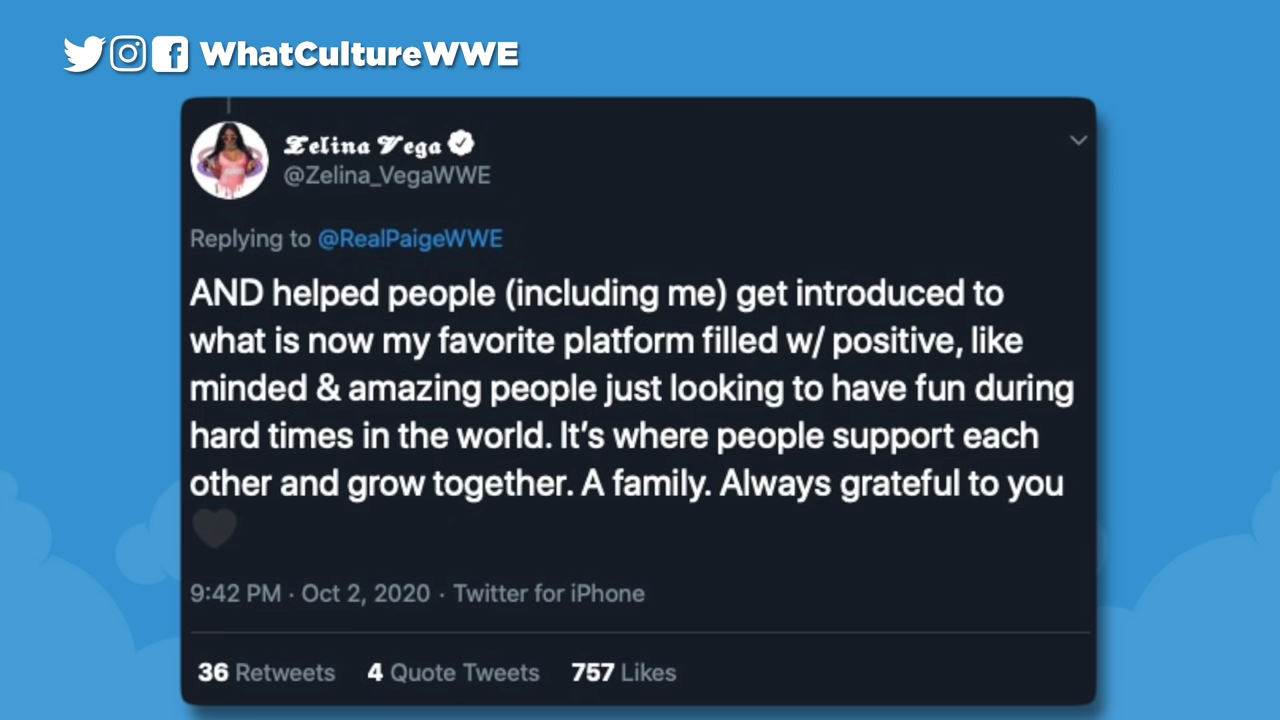 WhatCultureWWE
Zelina Vega
@Zelina_VegaWWE
Replying to @RealPaigeWWE
AND helped people (including me) get introduced to
what is now my favorite platform filled w/ positive, like
minded & amazing people just looking to have fun during
hard times in the world. It’s where people support each
other and grow together. A family. Always grateful to you
🖤
9:42 PM · Oct 2, 2020 · Twitter for iPhone
36 Retweets 4 Quote Tweets 757 Likes